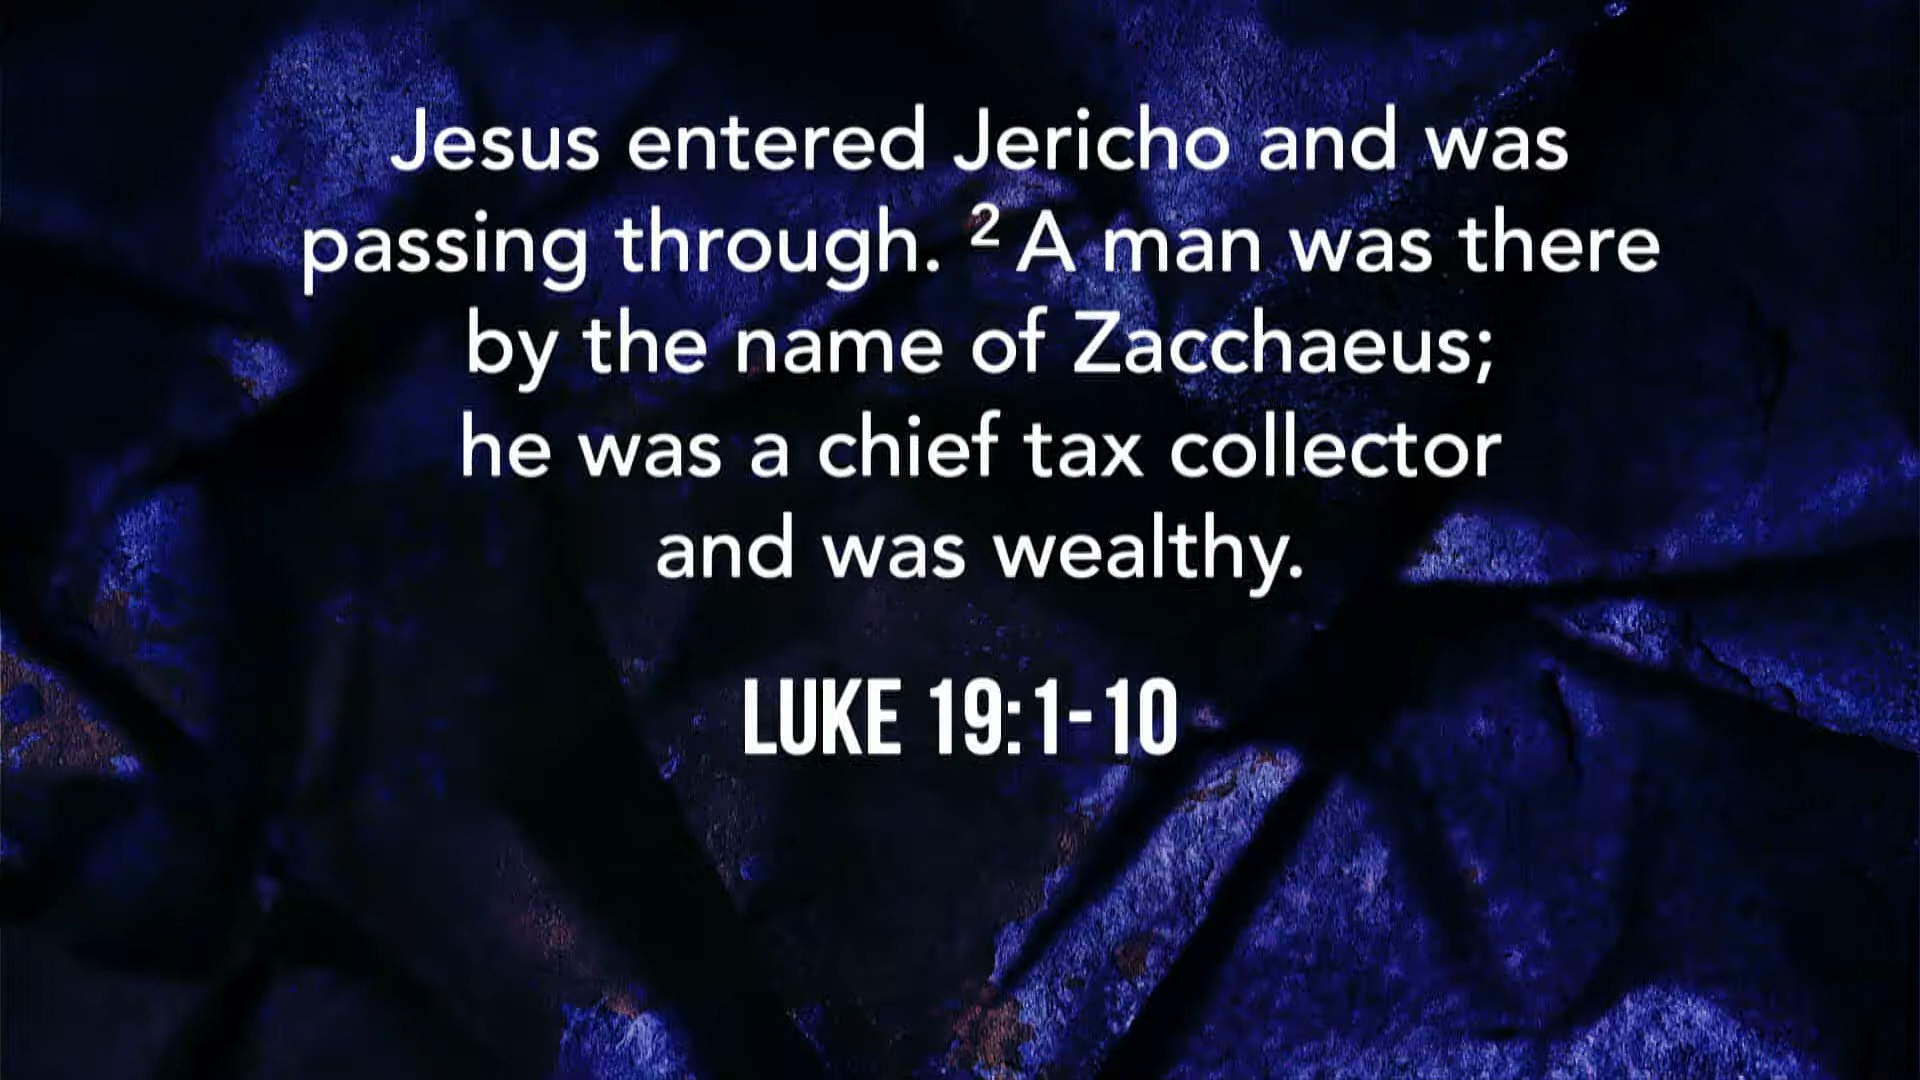 Jesus entered Jericho and was
passing through. ² A man was there
by the name of Zacchaeus;
he was a chief tax collector
and was wealthy.
LUKE 19:1-10